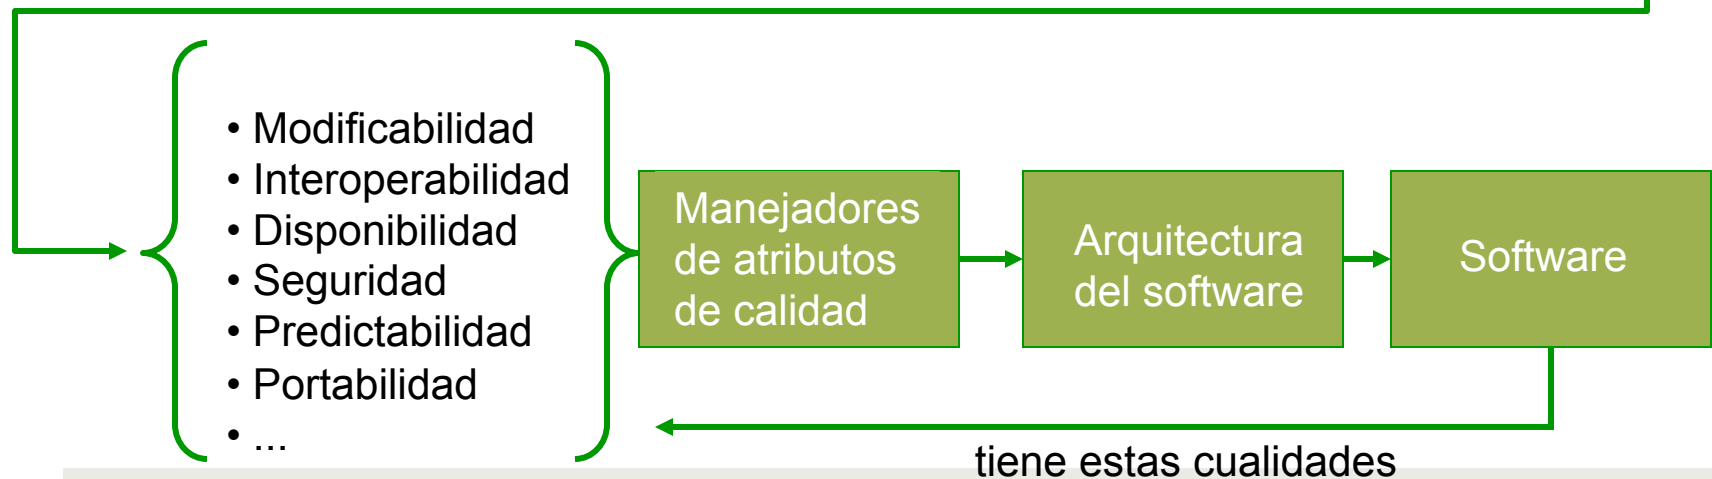 • Modificabilidad
• Interoperabilidad
• Disponibilidad
• Seguridad
• Predictabilidad
• Portabilidad
• ...
Manejadores
de atributos
de calidad
Arquitectura
del software
Software
tiene estas cualidades